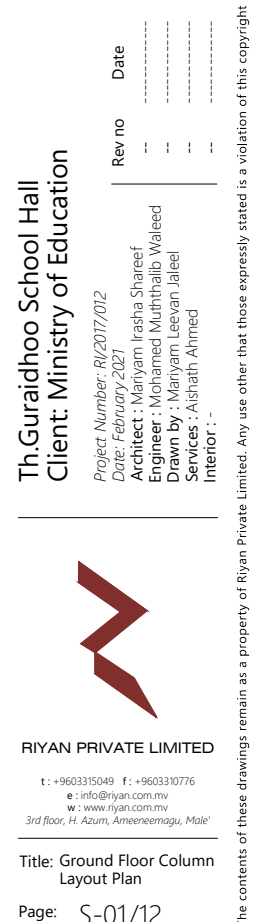 Th.Guraidhoo School Hall
Client: Ministry of Education
Project Number: RI/2017/012
Date: February 2021
Architect : Mariyam Irasha Shareef
Engineer : Mohamed Muththalib Waleed
Drawn by : Mariyam Leevan Jaleel
Services : Aishath Ahmed
Interior : -
Rev no Date
-- --------------
-- --------------
-- --------------
-- --------------
RIYAN PRIVATE LIMITED
t : +9603315049 f : +9603310776
e : info@riyan.com.mv
w : www.riyan.com.mv
3rd floor, H. Azum, Ameeneemagu, Male'
Title: Ground Floor Column
Layout Plan
Page: S-01/12
The contents of these drawings remain as a property of Riyan Private Limited. Any use other that those expressly stated is a violation of this copyright